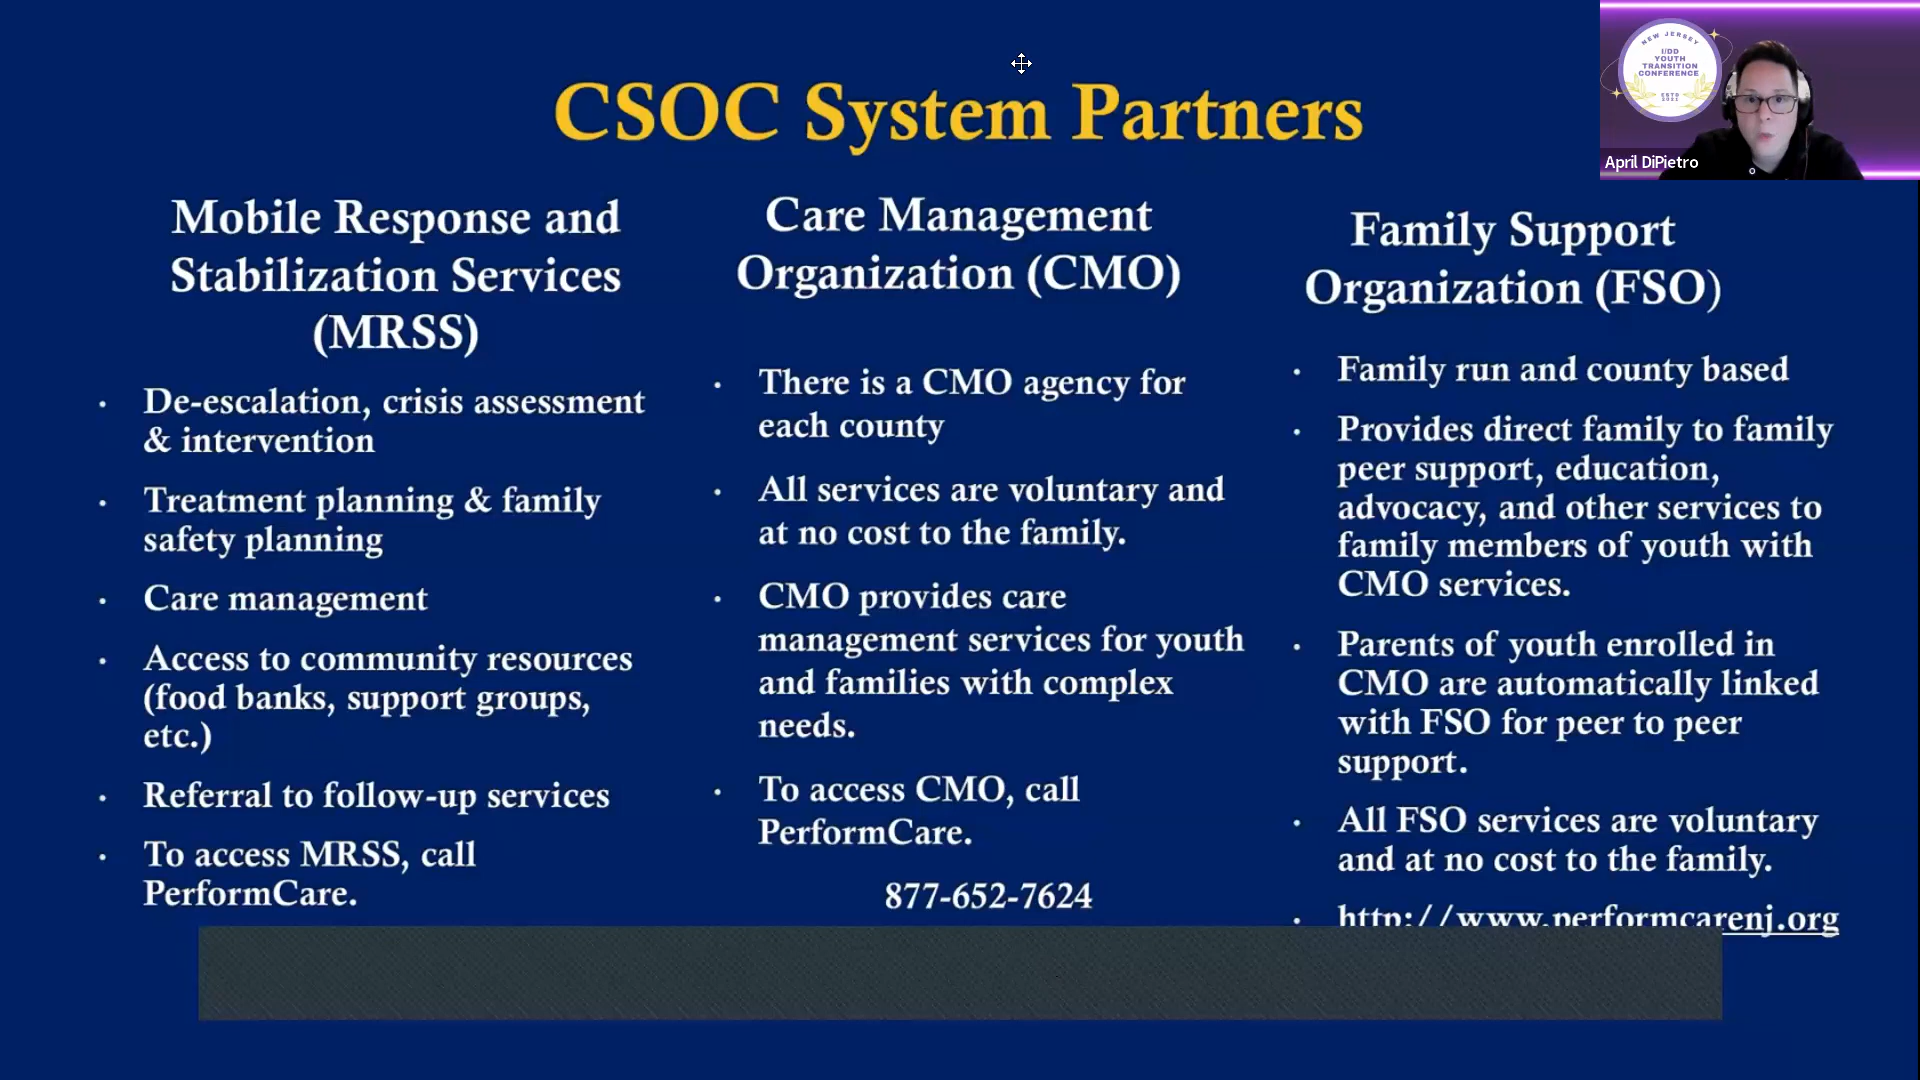 CSOC System Partners
Mobile Response and
Stabilization Services
(MRSS)
• De-escalation, crisis assessment
& intervention
• Treatment planning & family
safety planning
• Care management
• Access to community resources
(food banks, support groups,
etc.)
• Referral to follow-up services
• To access MRSS, call
PerformCare.
Care Management
Organization (CMO)
• There is a CMO agency for
each county
• All services are voluntary and
at no cost to the family.
• CMO provides care
management services for youth
and families with complex
needs.
• To access CMO, call
PerformCare.
877-652-7624
Family Support
Organization (FSO)
• Family run and county based
• Provides direct family to family
peer support, education,
advocacy, and other services to
family members of youth with
CMO services.
• Parents of youth enrolled in
CMO are automatically linked
with FSO for peer to peer
support.
• All FSO services are voluntary
and at no cost to the family.
• http://www.performcarenj.org
NEW JERSEY
I/DD
YOUTH
TRANSITION
CONFERENCE
ESTD
2021
April DiPietro